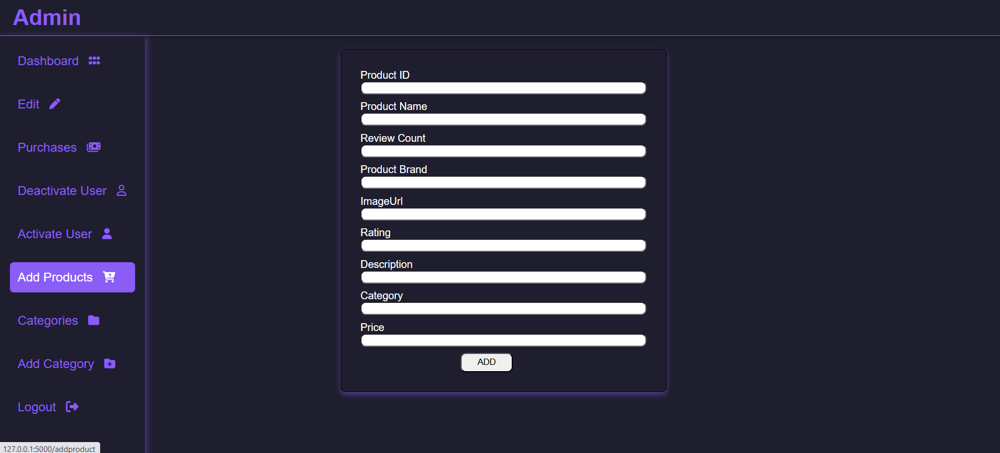 Admin
Dashboard
Edit
Purchases
Deactivate User
Activate User
Add Products
Categories
Add Category
Logout
Product ID
Product Name
Review Count
Product Brand
ImageUrl
Rating
Description
Category
Price
ADD
127.0.0.1:5000/addproduct